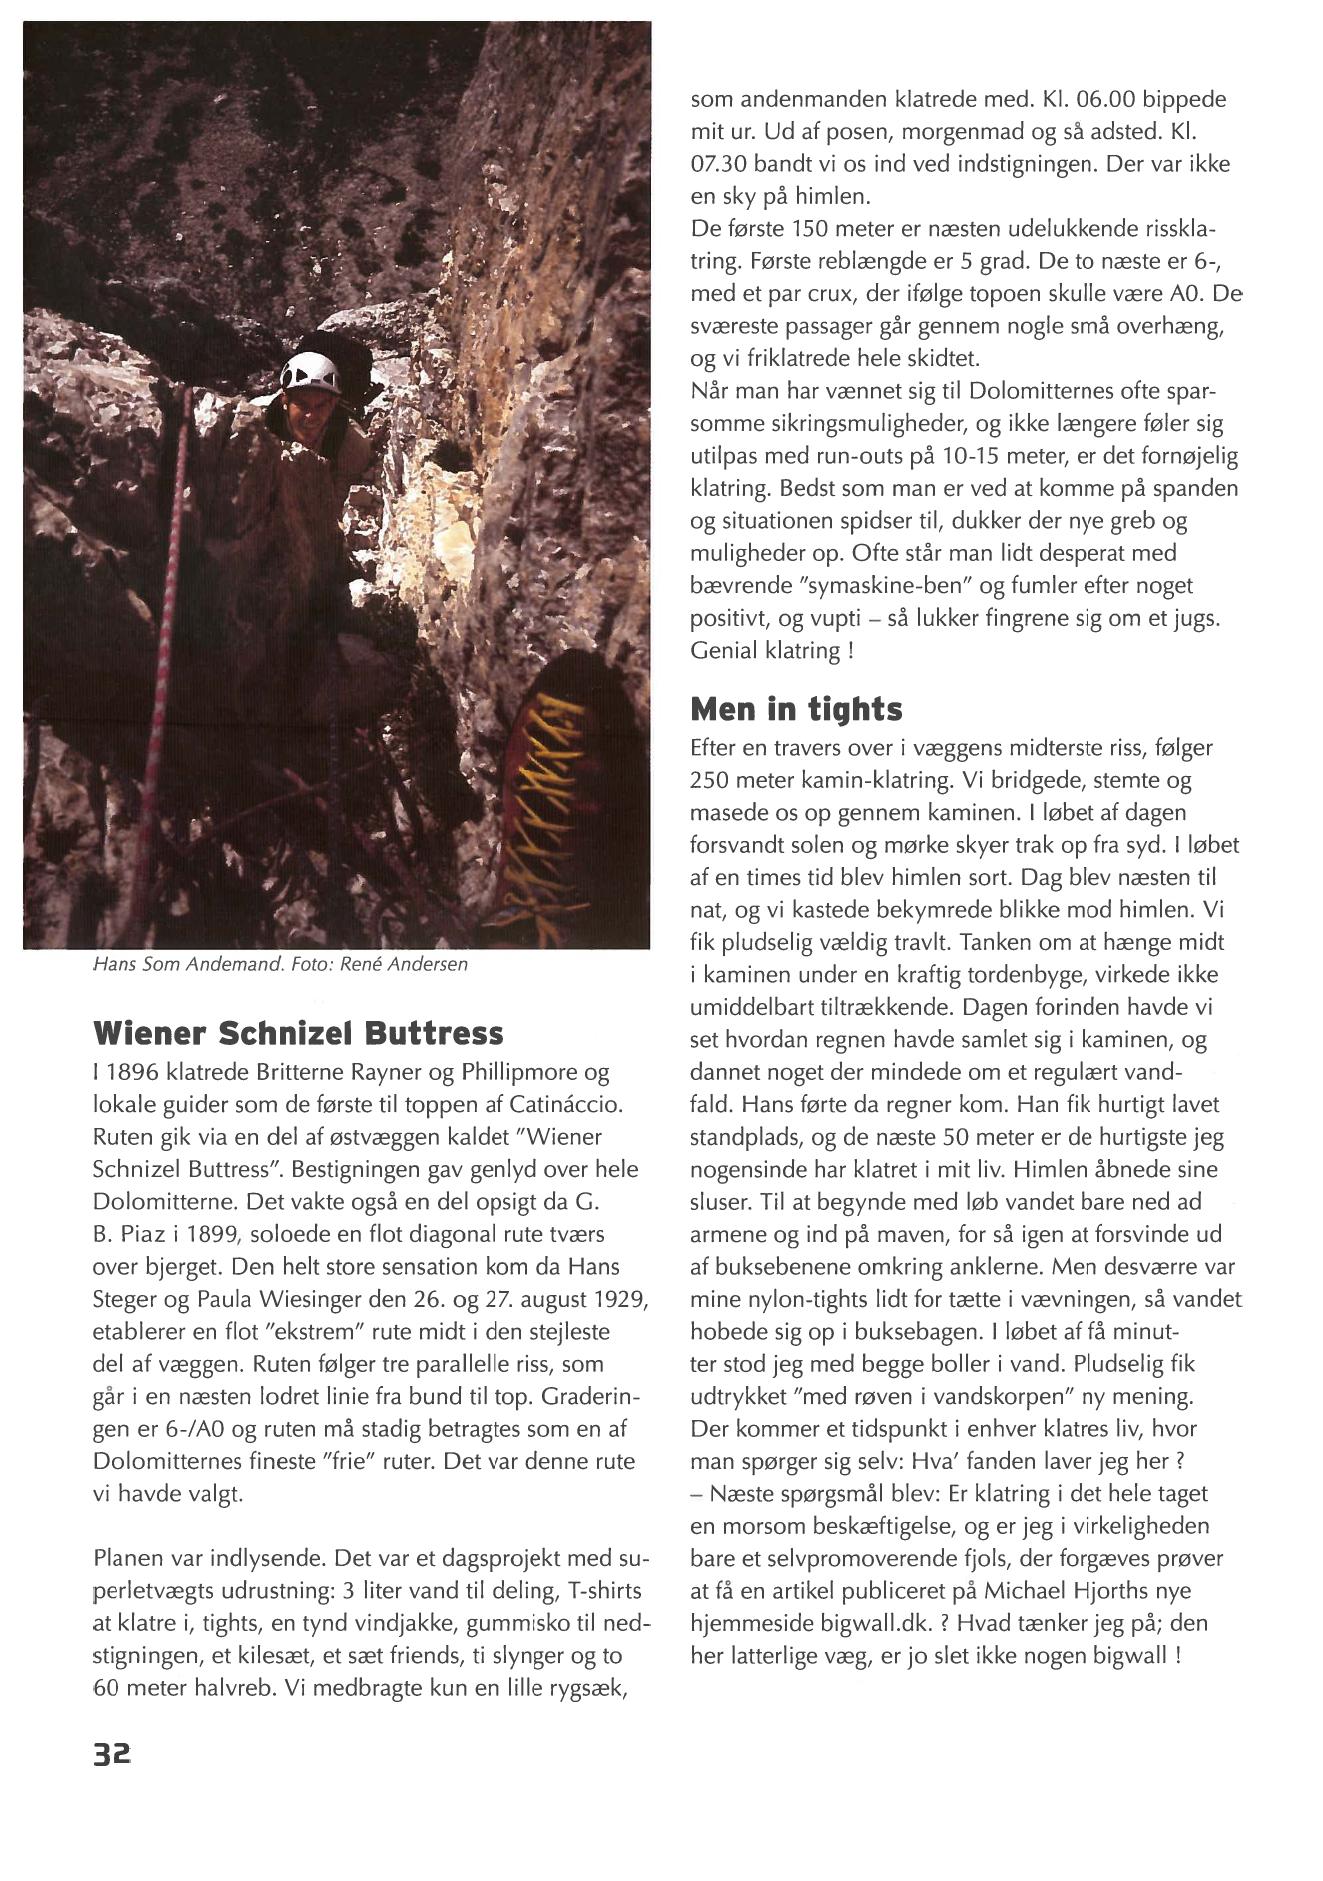 Hans Som Andemand. Foto: René Andersen
Wiener Schnizel Buttress
I 1896 klatrede Britterne Rayner og Phillipmore og
lokale guider som de første til toppen af Catináccio.
Ruten gik via en del af østvæggen kaldet ”Wiener
Schnizel Buttress”. Bestigningen gav genlyd over hele
Dolomitterne. Det vakte også en del opsigt da G.
B. Piaz i 1899, soloede en flot diagonal rute tværs
over bjerget. Den helt store sensation kom da Hans
Steger og Paula Wiesinger den 26. og 27. august 1929,
etablerer en flot ”ekstrem” rute midt i den stejleste
del af væggen. Ruten følger tre parallelle riss, som
går i en næsten lodret linie fra bund til top. Graderin-
gen er 6-/A0 og ruten må stadig betragtes som en af
Dolomitternes fineste ”frie” ruter. Det var denne rute
vi havde valgt.
Planen var indlysende. Det var et dagsprojekt med su-
perletvægts udrustning: 3 liter vand til deling, T-shirts
at klatre i, tights, en tynd vindjakke, gummisko til ned-
stigningen, et kilesæt, et sæt friends, ti slynger og to
60 meter halvreb. Vi medbragte kun en lille rygsæk,
som andenmanden klatrede med. Kl. 06.00 bippede
mit ur. Ud af posen, morgenmad og så adsted. Kl.
07.30 bandt vi os ind ved indstigningen. Der var ikke
en sky på himlen.
De første 150 meter er næsten udelukkende risskla-
tring. Første reblængde er 5 grad. De to næste er 6-,
med et par crux, der ifølge topoen skulle være A0. De
sværeste passager går gennem nogle små overhæng,
og vi friklatrede hele skidtet.
Når man har vænnet sig til Dolomitternes ofte spar-
somme sikringsmuligheder, og ikke længere føler sig
utilpas med run-outs på 10-15 meter, er det fornøjelig
klatring. Bedst som man er ved at komme på spanden
og situationen spidser til, dukker der nye greb og
muligheder op. Ofte står man lidt desperat med
bævrende ”symaskine-ben” og fumler efter noget
positivt, og vupti – så lukker fingrene sig om et jugs.
Genial klatring !
Men in tights
Efter en travers over i væggens midterste riss, følger
250 meter kamin-klatring. Vi bridgede, stemte og
masede os op gennem kaminen. I løbet af dagen
forsvandt solen og mørke skyer trak op fra syd. I løbet
af en times tid blev himlen sort. Dag blev næsten til
nat, og vi kastede bekymrede blikke mod himlen. Vi
fik pludselig vældig travlt. Tanken om at hænge midt
i kaminen under en kraftig tordenbyge, virkede ikke
umiddelbart tiltrækkende. Dagen forinden havde vi
set hvordan regnen havde samlet sig i kaminen, og
dannet noget der mindede om et regulært vand-
fald. Hans førte da regner kom. Han fik hurtigt lavet
standplads, og de næste 50 meter er de hurtigste jeg
nogensinde har klatret i mit liv. Himlen åbnede sine
sluser. Til at begynde med løb vandet bare ned ad
armene og ind på maven, for så igen at forsvinde ud
af buksebenene omkring anklerne. Men desværre var
mine nylon-tights lidt for tætte i vævningen, så vandet
hobede sig op i buksebagen. I løbet af få minut-
ter stod jeg med begge boller i vand. Pludselig fik
udtrykket ”med røven i vandskorpen” ny mening.
Der kommer et tidspunkt i enhver klatres liv, hvor
man spørger sig selv: Hva’ fanden laver jeg her ?
– Næste spørgsmål blev: Er klatring i det hele taget
en morsom beskæftigelse, og er jeg i virkeligheden
bare et selvpromoverende fjols, der forgæves prøver
at få en artikel publiceret på Michael Hjorths nye
hjemmeside bigwall.dk. ? Hvad tænker jeg på; den
her latterlige væg, er jo slet ikke nogen bigwall !
32